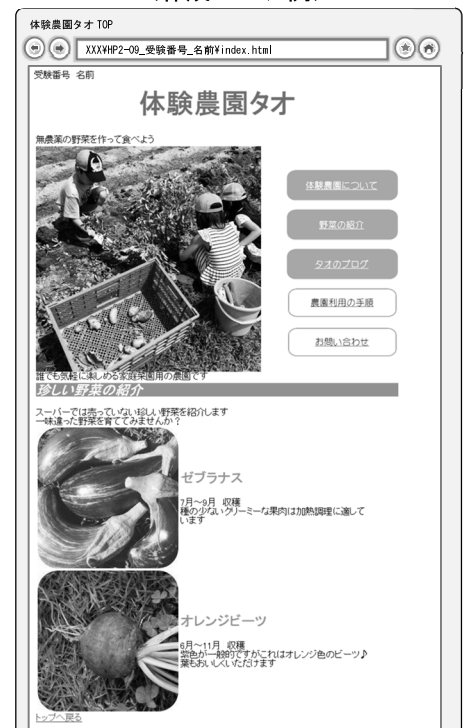 体験農園タオ TOP
XXX¥HP2-09_受験番号_名前¥index.html
受験番号 名前
体験農園タオ
無農薬の野菜を作って食べよう
体験農園について
野菜の紹介
タオのブログ
農園利用の手順
お問い合わせ
誰でも気軽に楽しめる家庭菜園用の農園です
珍しい野菜の紹介
スーパーでは売っていない珍しい野菜を紹介します
一味違った野菜を育ててみませんか?
ゼブラナス
7月～9月 収穫
種の少ないクリーミーな果肉は加熱調理に適して
います
オレンジビーツ
6月～11月 収穫
紫色が一般的ですがこれはオレンジ色のビーツ♪
葉もおいしくいただけます
トップへ戻る